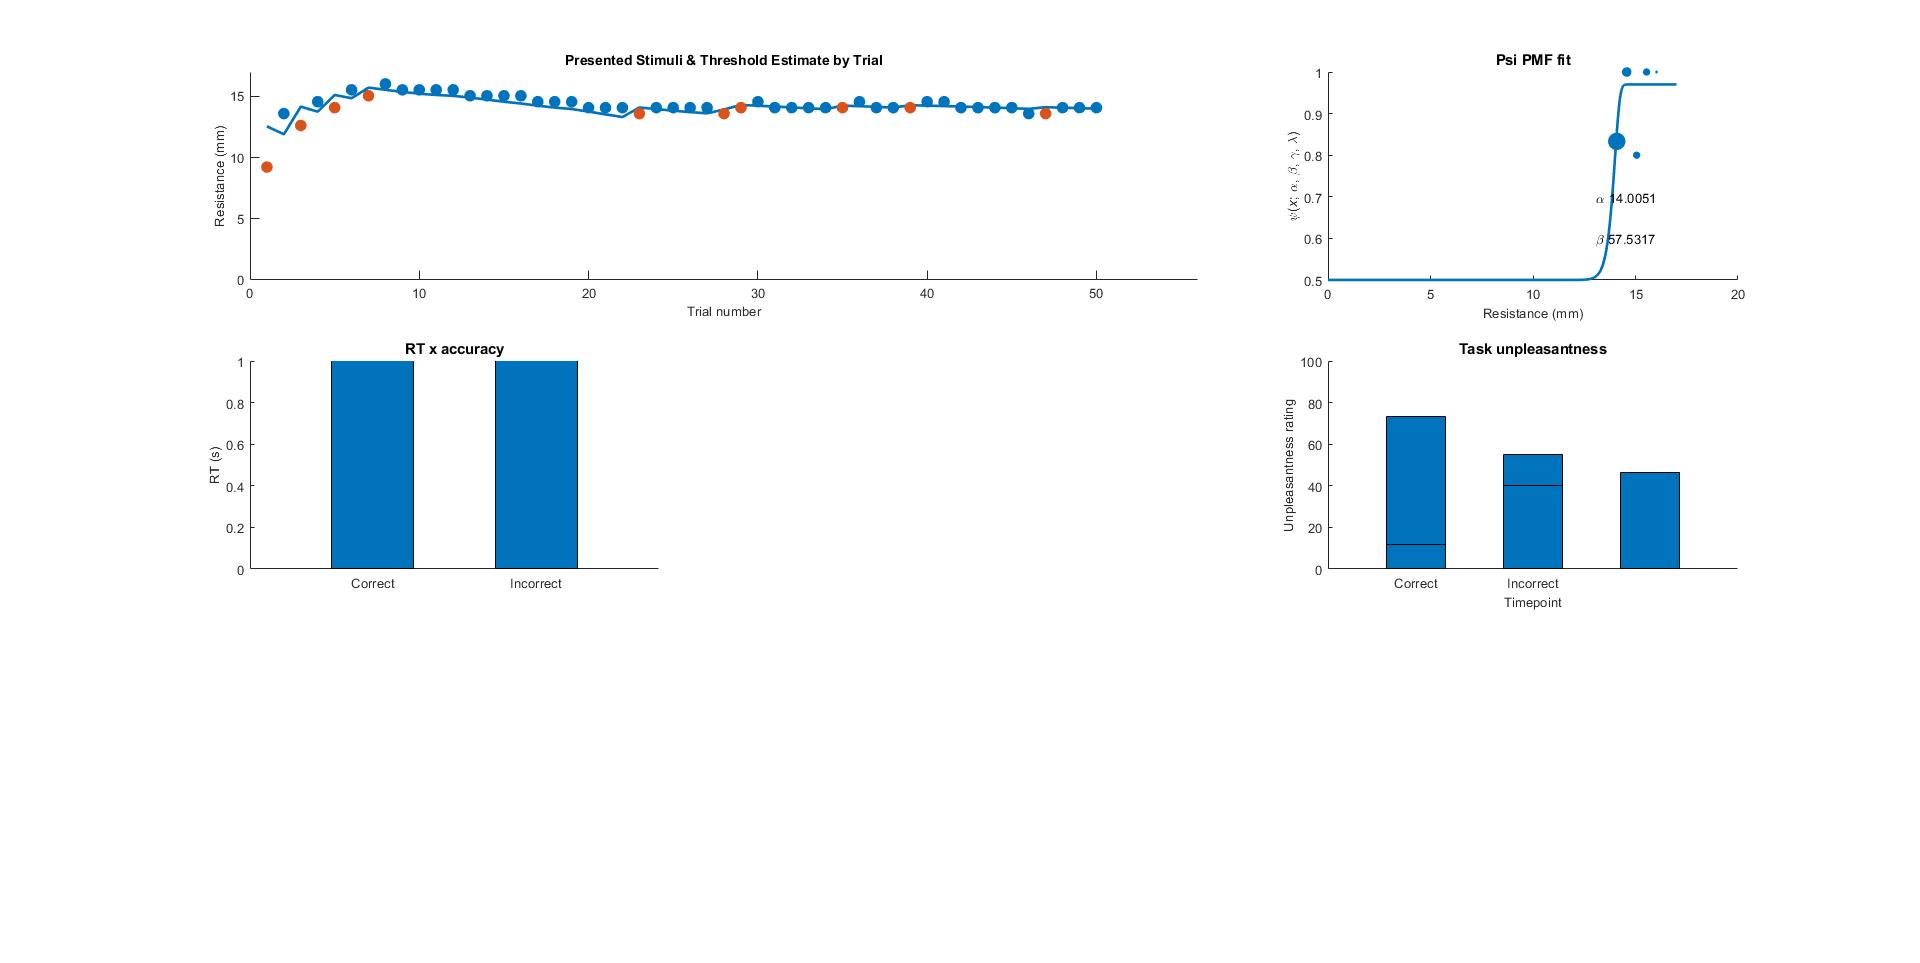 Presented Stimuli & Threshold Estimate by Trial
15
10
5
0
Resistance (mm)
0 10 20 30 40 50
Trial number
Psi PMF fit
1
0.9
0.8
0.7
0.6
0.5
ψ(x; α, β, γ, λ)
α 14.0051
β 57.5317
0 5 10 15 20
Resistance (mm)
RT x accuracy
1
0.8
0.6
0.4
0.2
0
RT (s)
Correct Incorrect
Task unpleasantness
100
80
60
40
20
0
Unpleasantness rating
Correct Incorrect
Timepoint